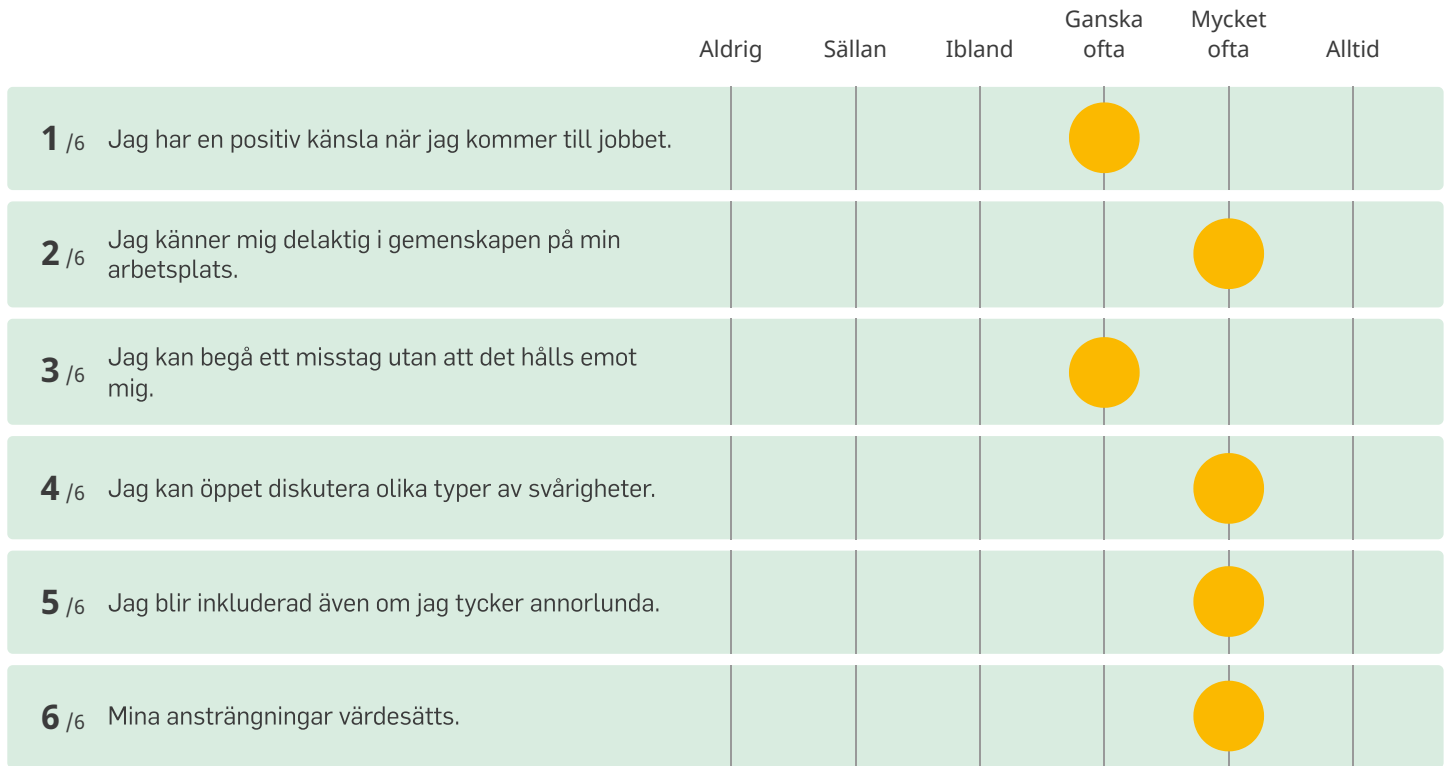 Aldrig Sällan Ibland Ganska ofta Mycket ofta Alltid
1 /6 Jag har en positiv känsla när jag kommer till jobbet.
2 /6 Jag känner mig delaktig i gemenskapen på min
arbetsplats.
3 /6 Jag kan begå ett misstag utan att det hålls emot
mig.
4 /6 Jag kan öppet diskutera olika typer av svårigheter.
5 /6 Jag blir inkluderad även om jag tycker annorlunda.
6 /6 Mina ansträngningar värdesätts.